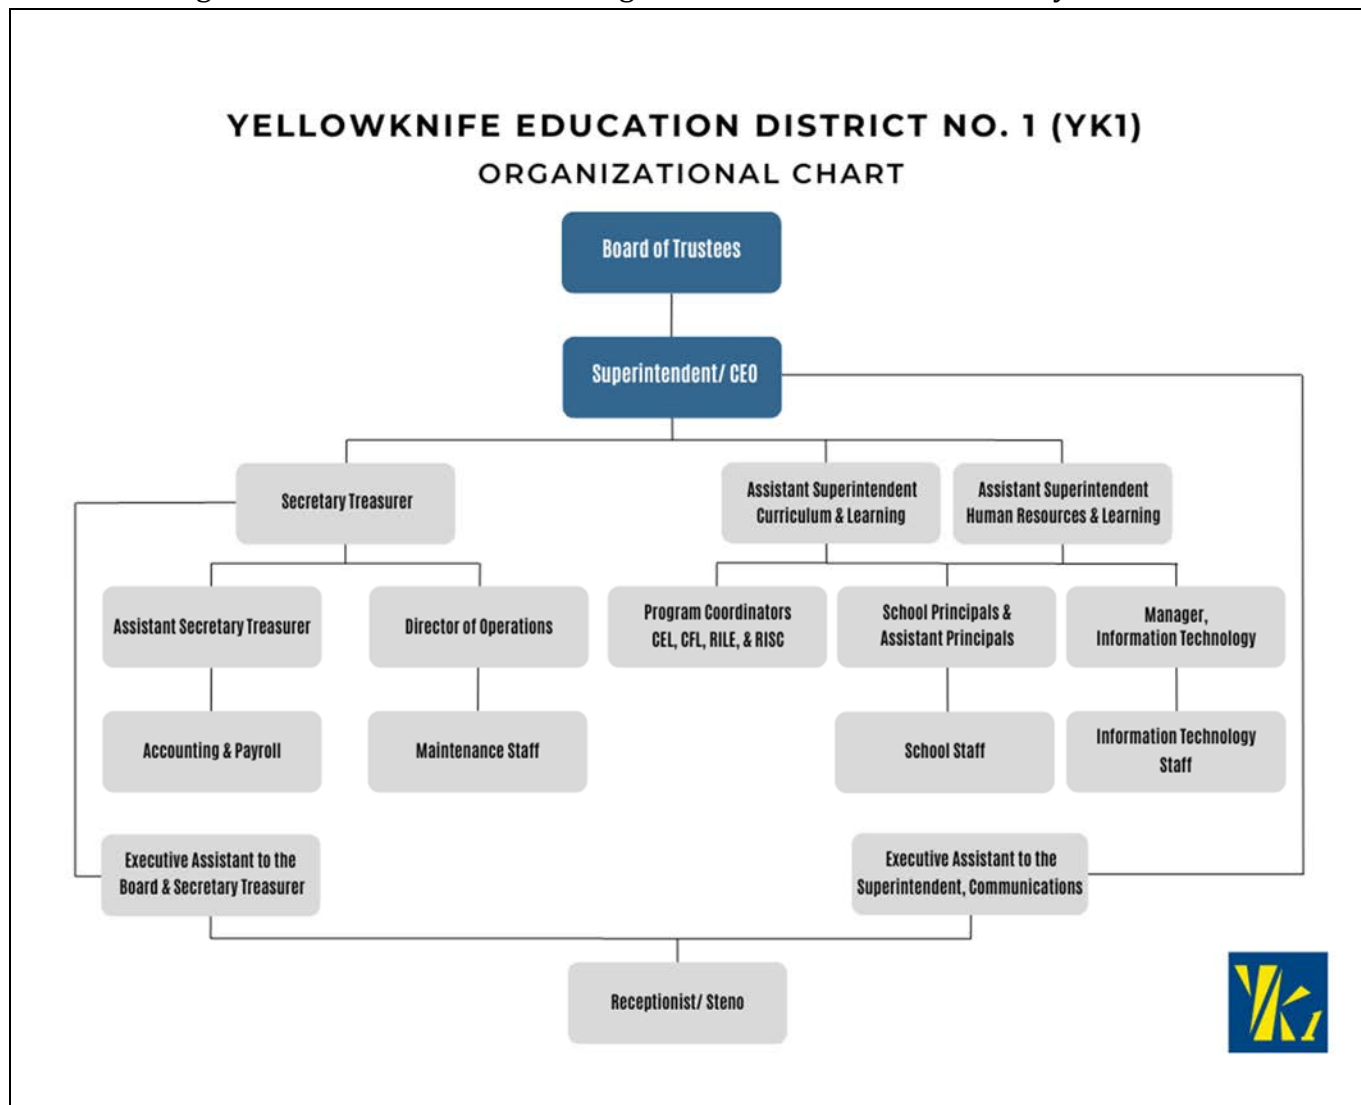 YELLOWKNIFE EDUCATION DISTRICT NO. 1 (YK1)
ORGANIZATIONAL CHART
Board of Trustees
Superintendent/ CEO
Secretary Treasurer
Assistant Superintendent
Curriculum & Learning
Assistant Superintendent
Human Resources & Learning
Assistant Secretary Treasurer
Director of Operations
Program Coordinators
CEL, CFL, RILE, & RISC
School Principals &
Assistant Principals
Manager,
Information Technology
Accounting & Payroll
Maintenance Staff
School Staff
Information Technology
Staff
Executive Assistant to the
Board & Secretary Treasurer
Executive Assistant to the
Superintendent, Communications
Receptionist/ Steno
YK1